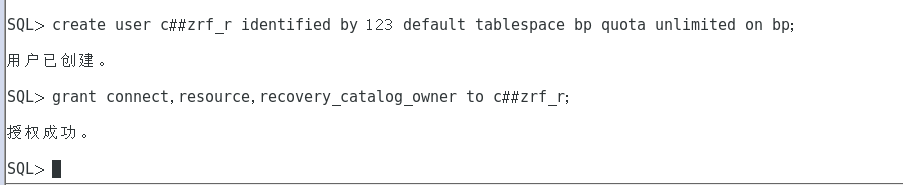 SQL> create user c##zrf_r identified by 123 default tablespace bp quota unlimited on bp;
用户已创建。
SQL> grant connect,resource,recovery_catalog_owner to c##zrf_r;
授权成功。
SQL>